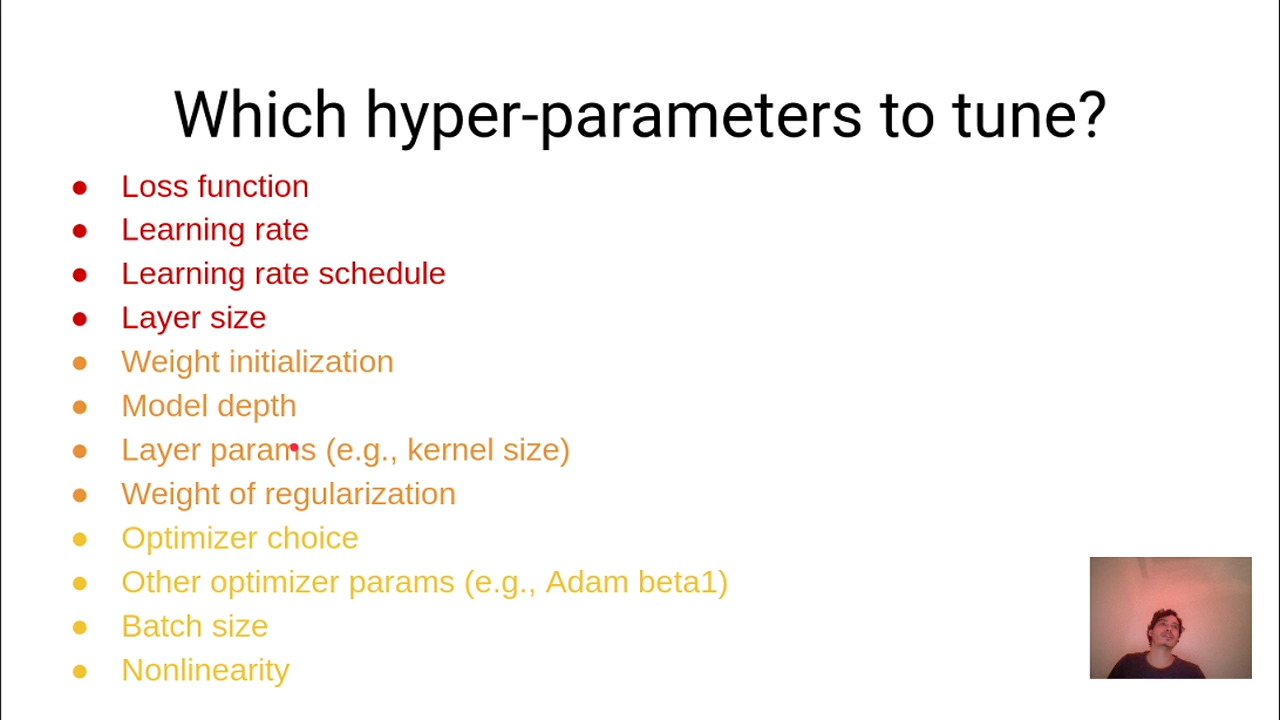 Which hyper-parameters to tune?
● Loss function
● Learning rate
● Learning rate schedule
● Layer size
● Weight initialization
● Model depth
● Layer params (e.g., kernel size)
● Weight of regularization
● Optimizer choice
● Other optimizer params (e.g., Adam beta1)
● Batch size
● Nonlinearity